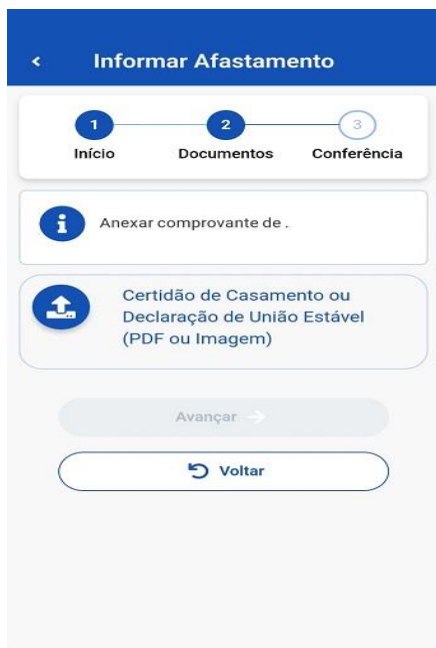 Informar Afastamento
1
2
3
Início
Documentos
Conferência
Anexar comprovante de .
Certidão de Casamento ou
Declaração de União Estável
(PDF ou Imagem)
Avançar
Voltar